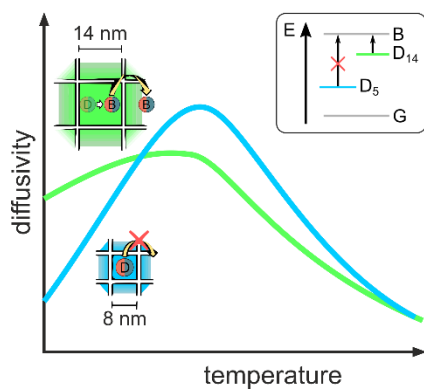 14 nm
D B B
E
B
D14
D5
G
diffusivity
D
8 nm
temperature